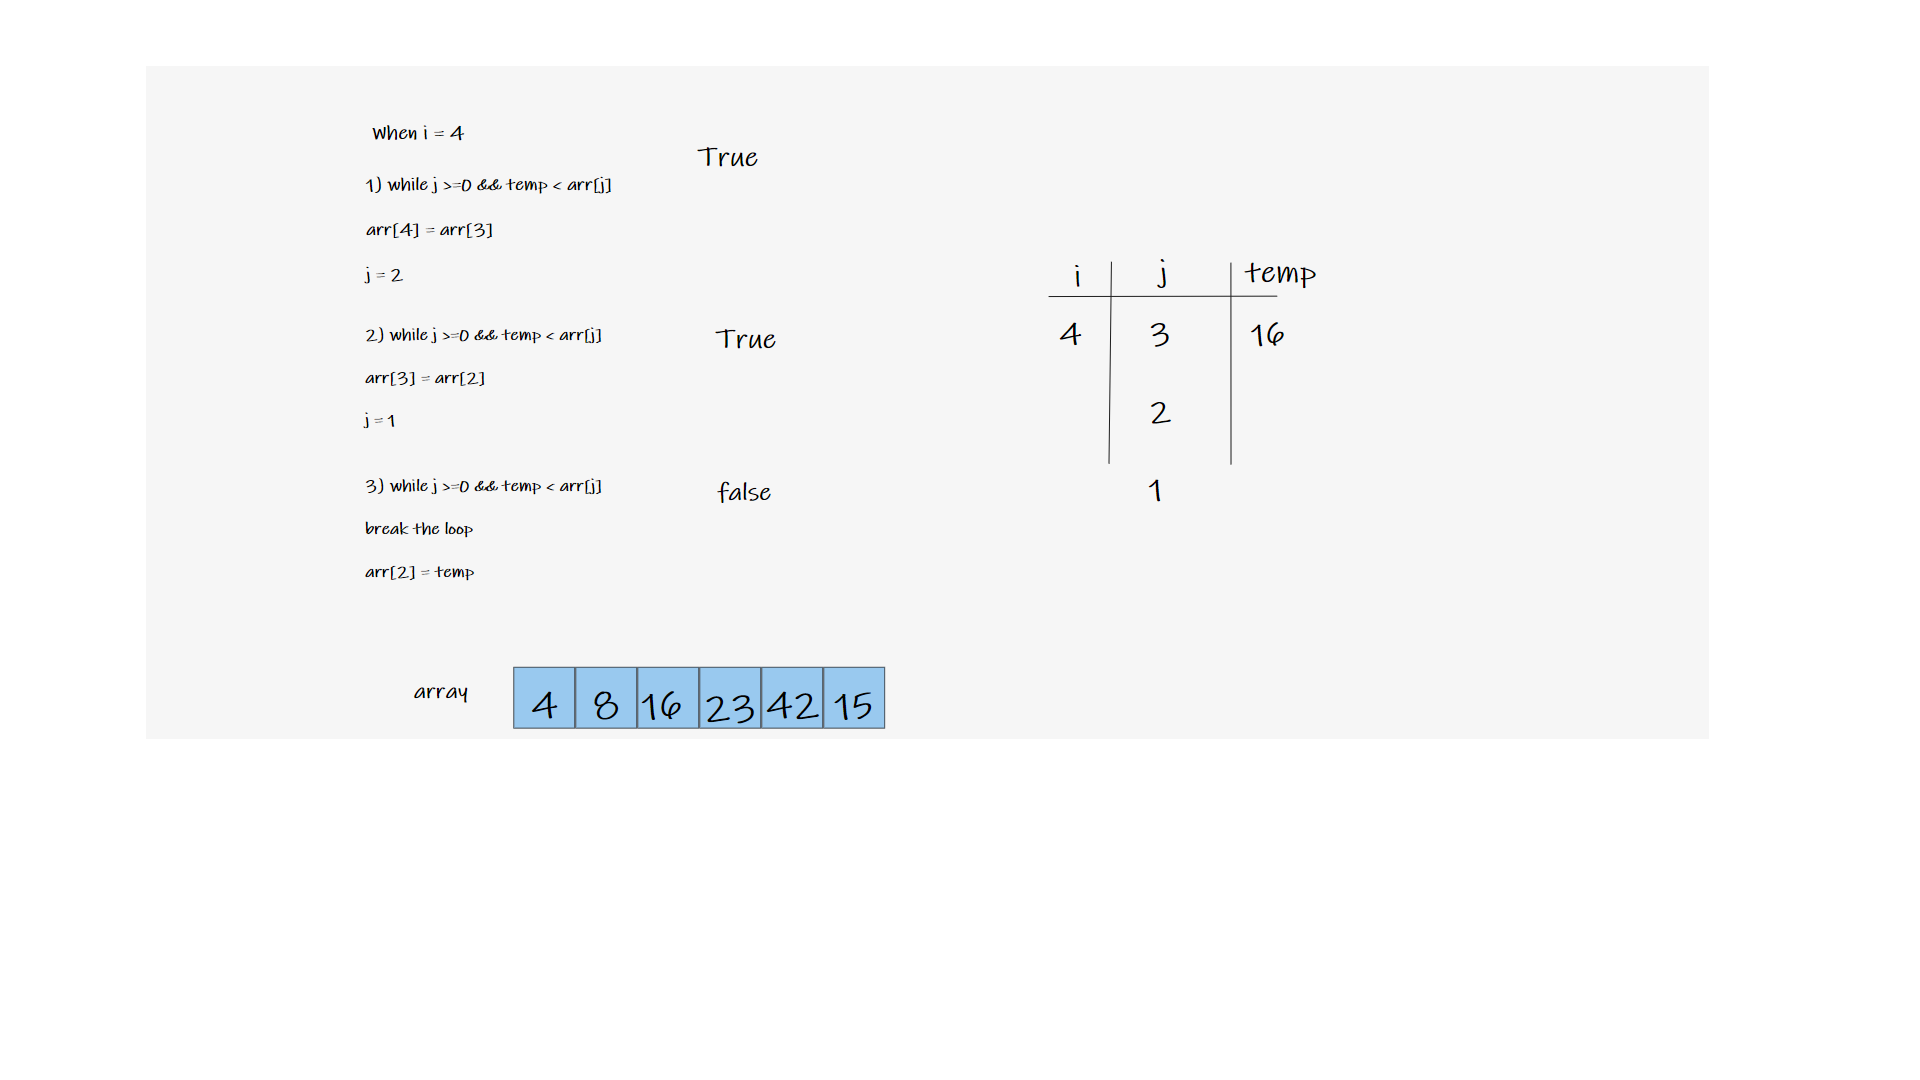 When i = 4
True
1) while j >=0 && temp < arr[j]
arr[4] = arr[3]
j = 2
2) while j >=0 && temp < arr[j]
True
arr[3] = arr[2]
j = 1
3) while j >=0 && temp < arr[j]
false
break the loop
arr[2] = temp
i j temp
4 3 16
2
1
array 4 8 16 23 42 15